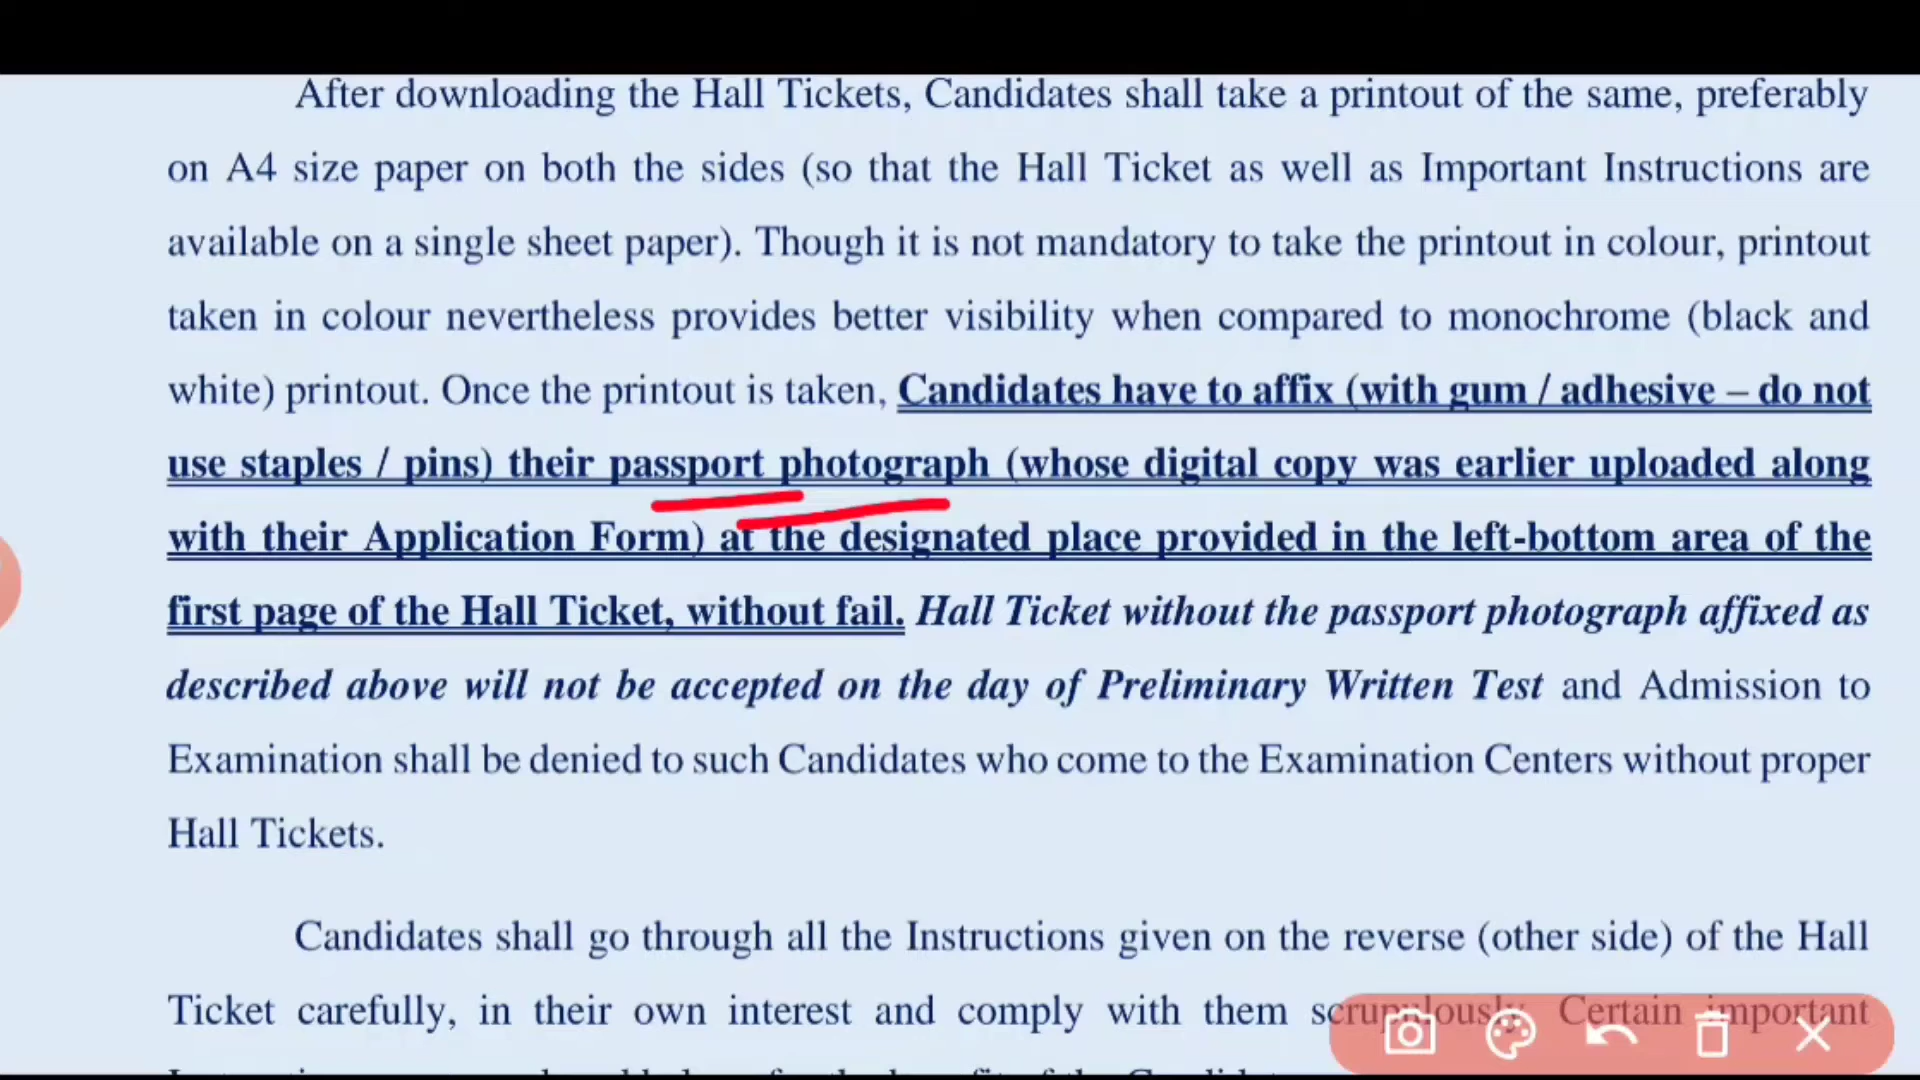 After downloading the Hall Tickets, Candidates shall take a printout of the same, preferably
on A4 size paper on both the sides (so that the Hall Ticket as well as Important Instructions are
available on a single sheet paper). Though it is not mandatory to take the printout in colour, printout
taken in colour nevertheless provides better visibility when compared to monochrome (black and
white) printout. Once the printout is taken, Candidates have to affix (with gum / adhesive – do not
use staples / pins) their passport photograph (whose digital copy was earlier uploaded along
with their Application Form) at the designated place provided in the left-bottom area of the
first page of the Hall Ticket, without fail. Hall Ticket without the passport photograph affixed as
described above will not be accepted on the day of Preliminary Written Test and Admission to
Examination shall be denied to such Candidates who come to the Examination Centers without proper
Hall Tickets.
Candidates shall go through all the Instructions given on the reverse (other side) of the Hall
Ticket carefully, in their own interest and comply with them scrupulously. Certain important